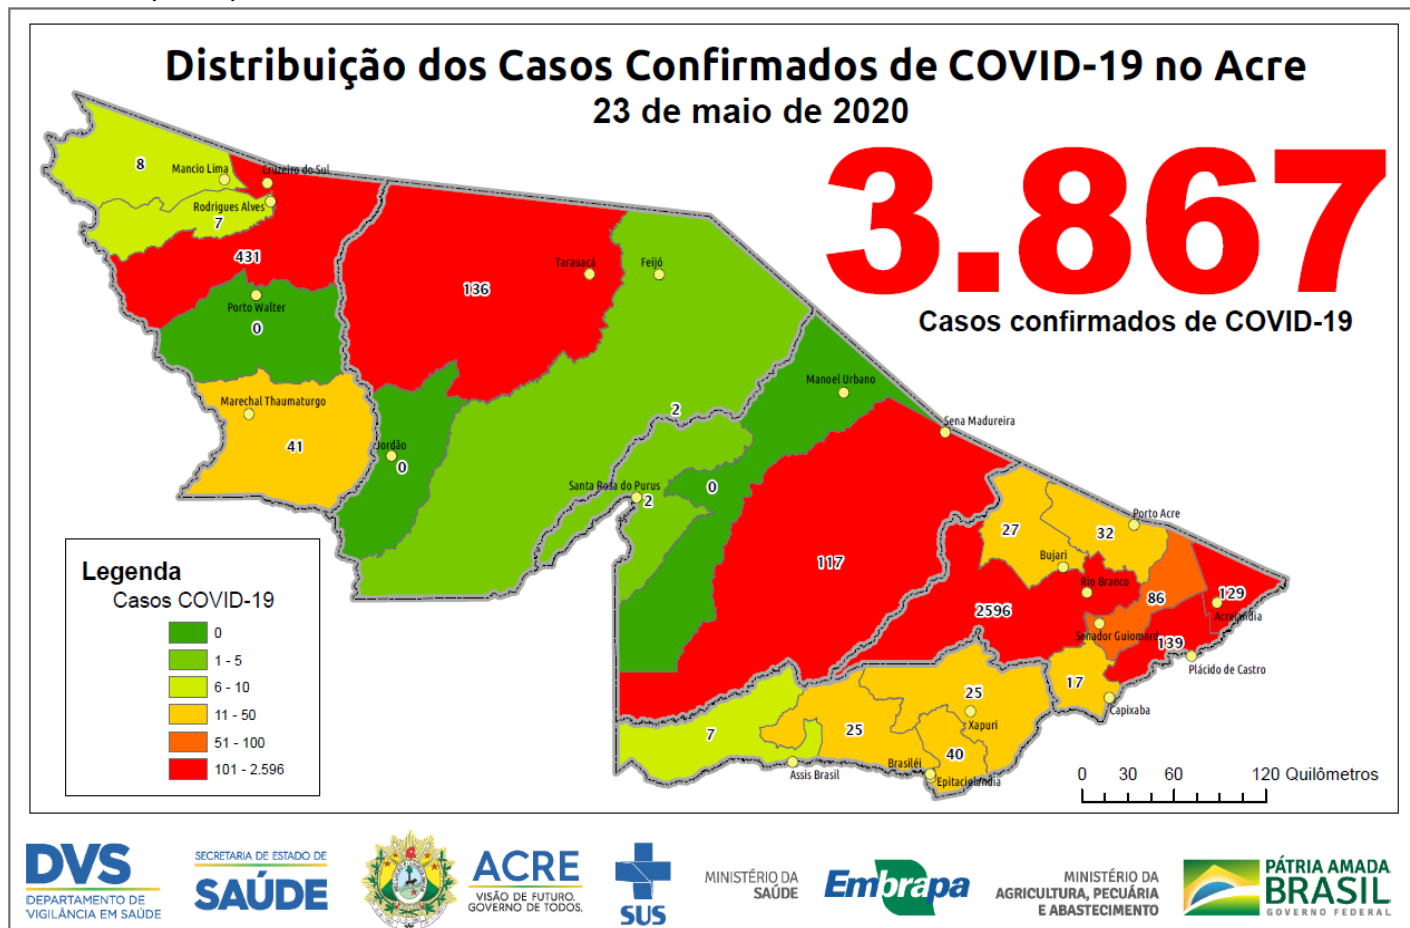 Distribuição dos Casos Confirmados de COVID-19 no Acre
23 de maio de 2020
3.867
Casos confirmados de COVID-19
8
Mancio Lima
Cruzeiro do Sul
Rodrigues Alves
7
431
Porto Walter
0
Marechal Thaumaturgo
41
136
Tarauacá
Feijó
2
Jordão
0
Manoel Urbano
0
Santa Rosa do Purus
2
Sena Madureira
117
27
Bujari
Porto Acre
32
Rio Branco
2596
86
Senador Guiomard
129
Acrelândia
139
Plácido de Castro
17
Capixaba
25
Xapuri
25
40
Brasiléi
Epitaciolandia
7
Assis Brasil
Legenda
Casos COVID-19
0
1 - 5
6 - 10
11 - 50
51 - 100
101 - 2.596
0 30 60 120 Quilômetros
DVS
DEPARTAMENTO DE
VIGILÂNCIA EM SAÚDE
SECRETARIA DE ESTADO DE
SAÚDE
ACRE
VISÃO DE FUTURO.
GOVERNO DE TODOS.
SUS
MINISTÉRIO DA
SAÚDE
Embrapa
MINISTÉRIO DA
AGRICULTURA, PECUÁRIA
E ABASTECIMENTO
PÁTRIA AMADA
BRASIL
GOVERNO FEDERAL